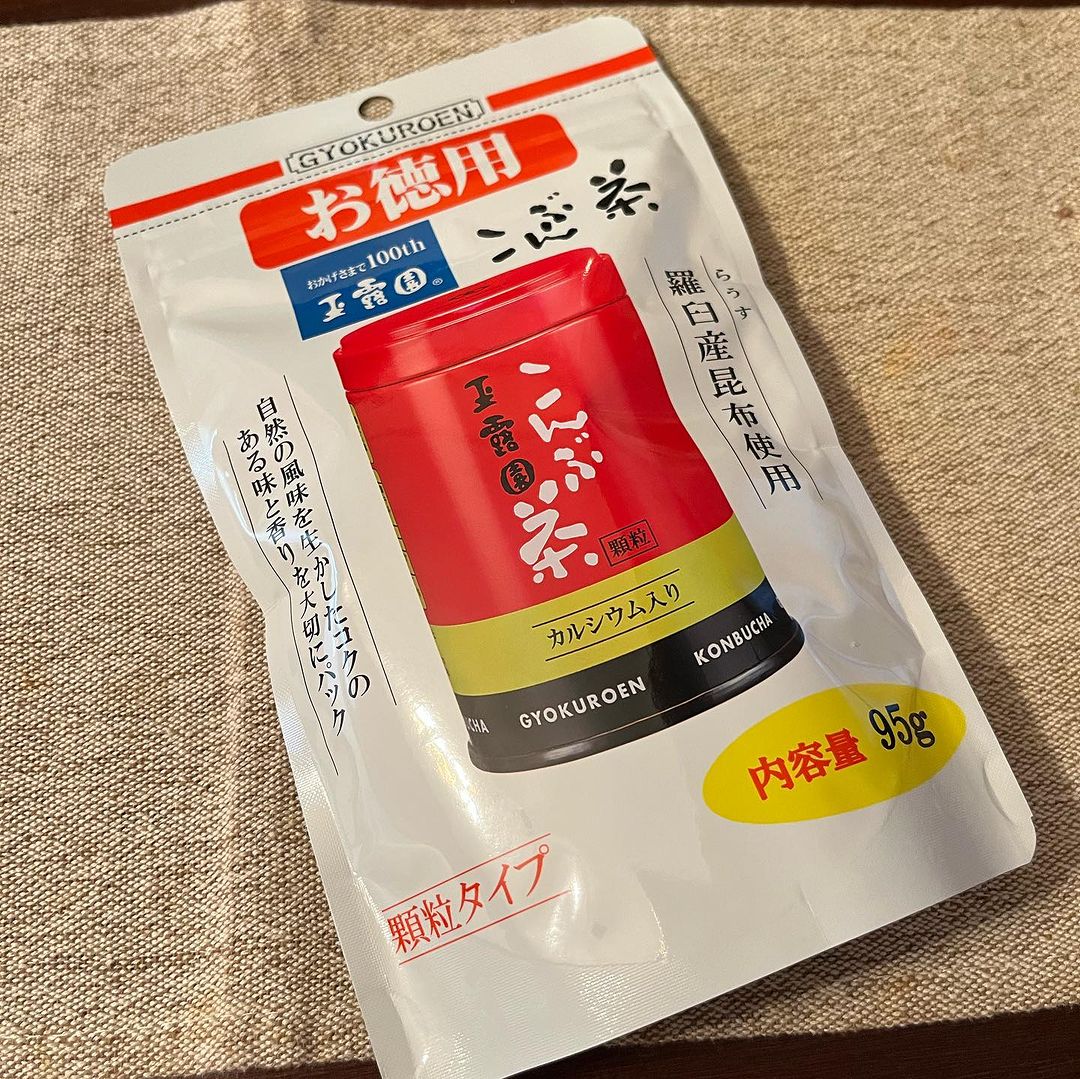 GYOKUROEN
お徳用
こんぶ茶
おかげさまで100th
玉露園®
らうす
羅臼産昆布使用
自然の風味を生かしたコクの
ある味と香りを大切にパック
こんぶ茶
玉露園
顆粒
カルシウム入り
UCHA GYOKUROEN KONBUCHA
内容量 95g
顆粒タイプ